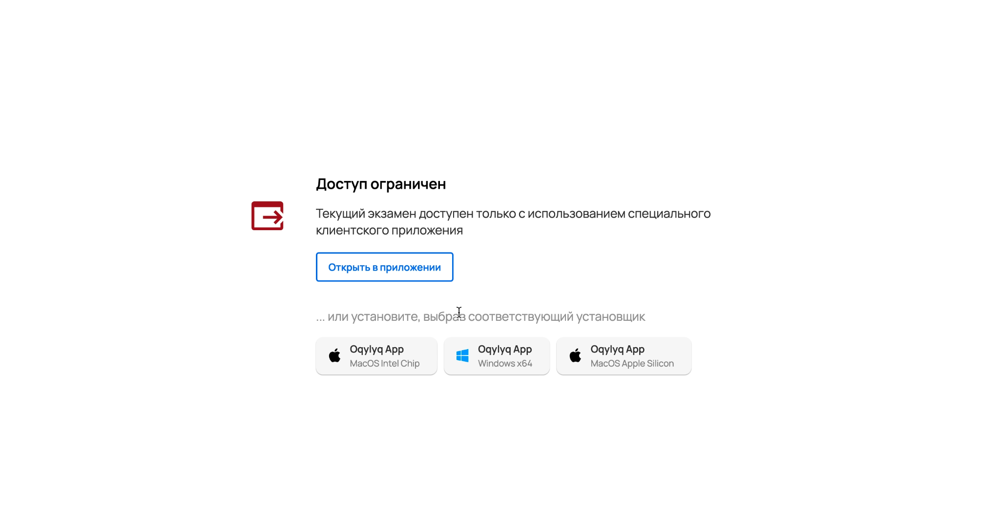 Доступ ограничен
Текущий экзамен доступен только с использованием специального
клиентского приложения
Открыть в приложении
... или установите, выбрав соответствующий установщик
Oqylyq App
MacOS Intel Chip
Oqylyq App
Windows x64
Oqylyq App
MacOS Apple Silicon